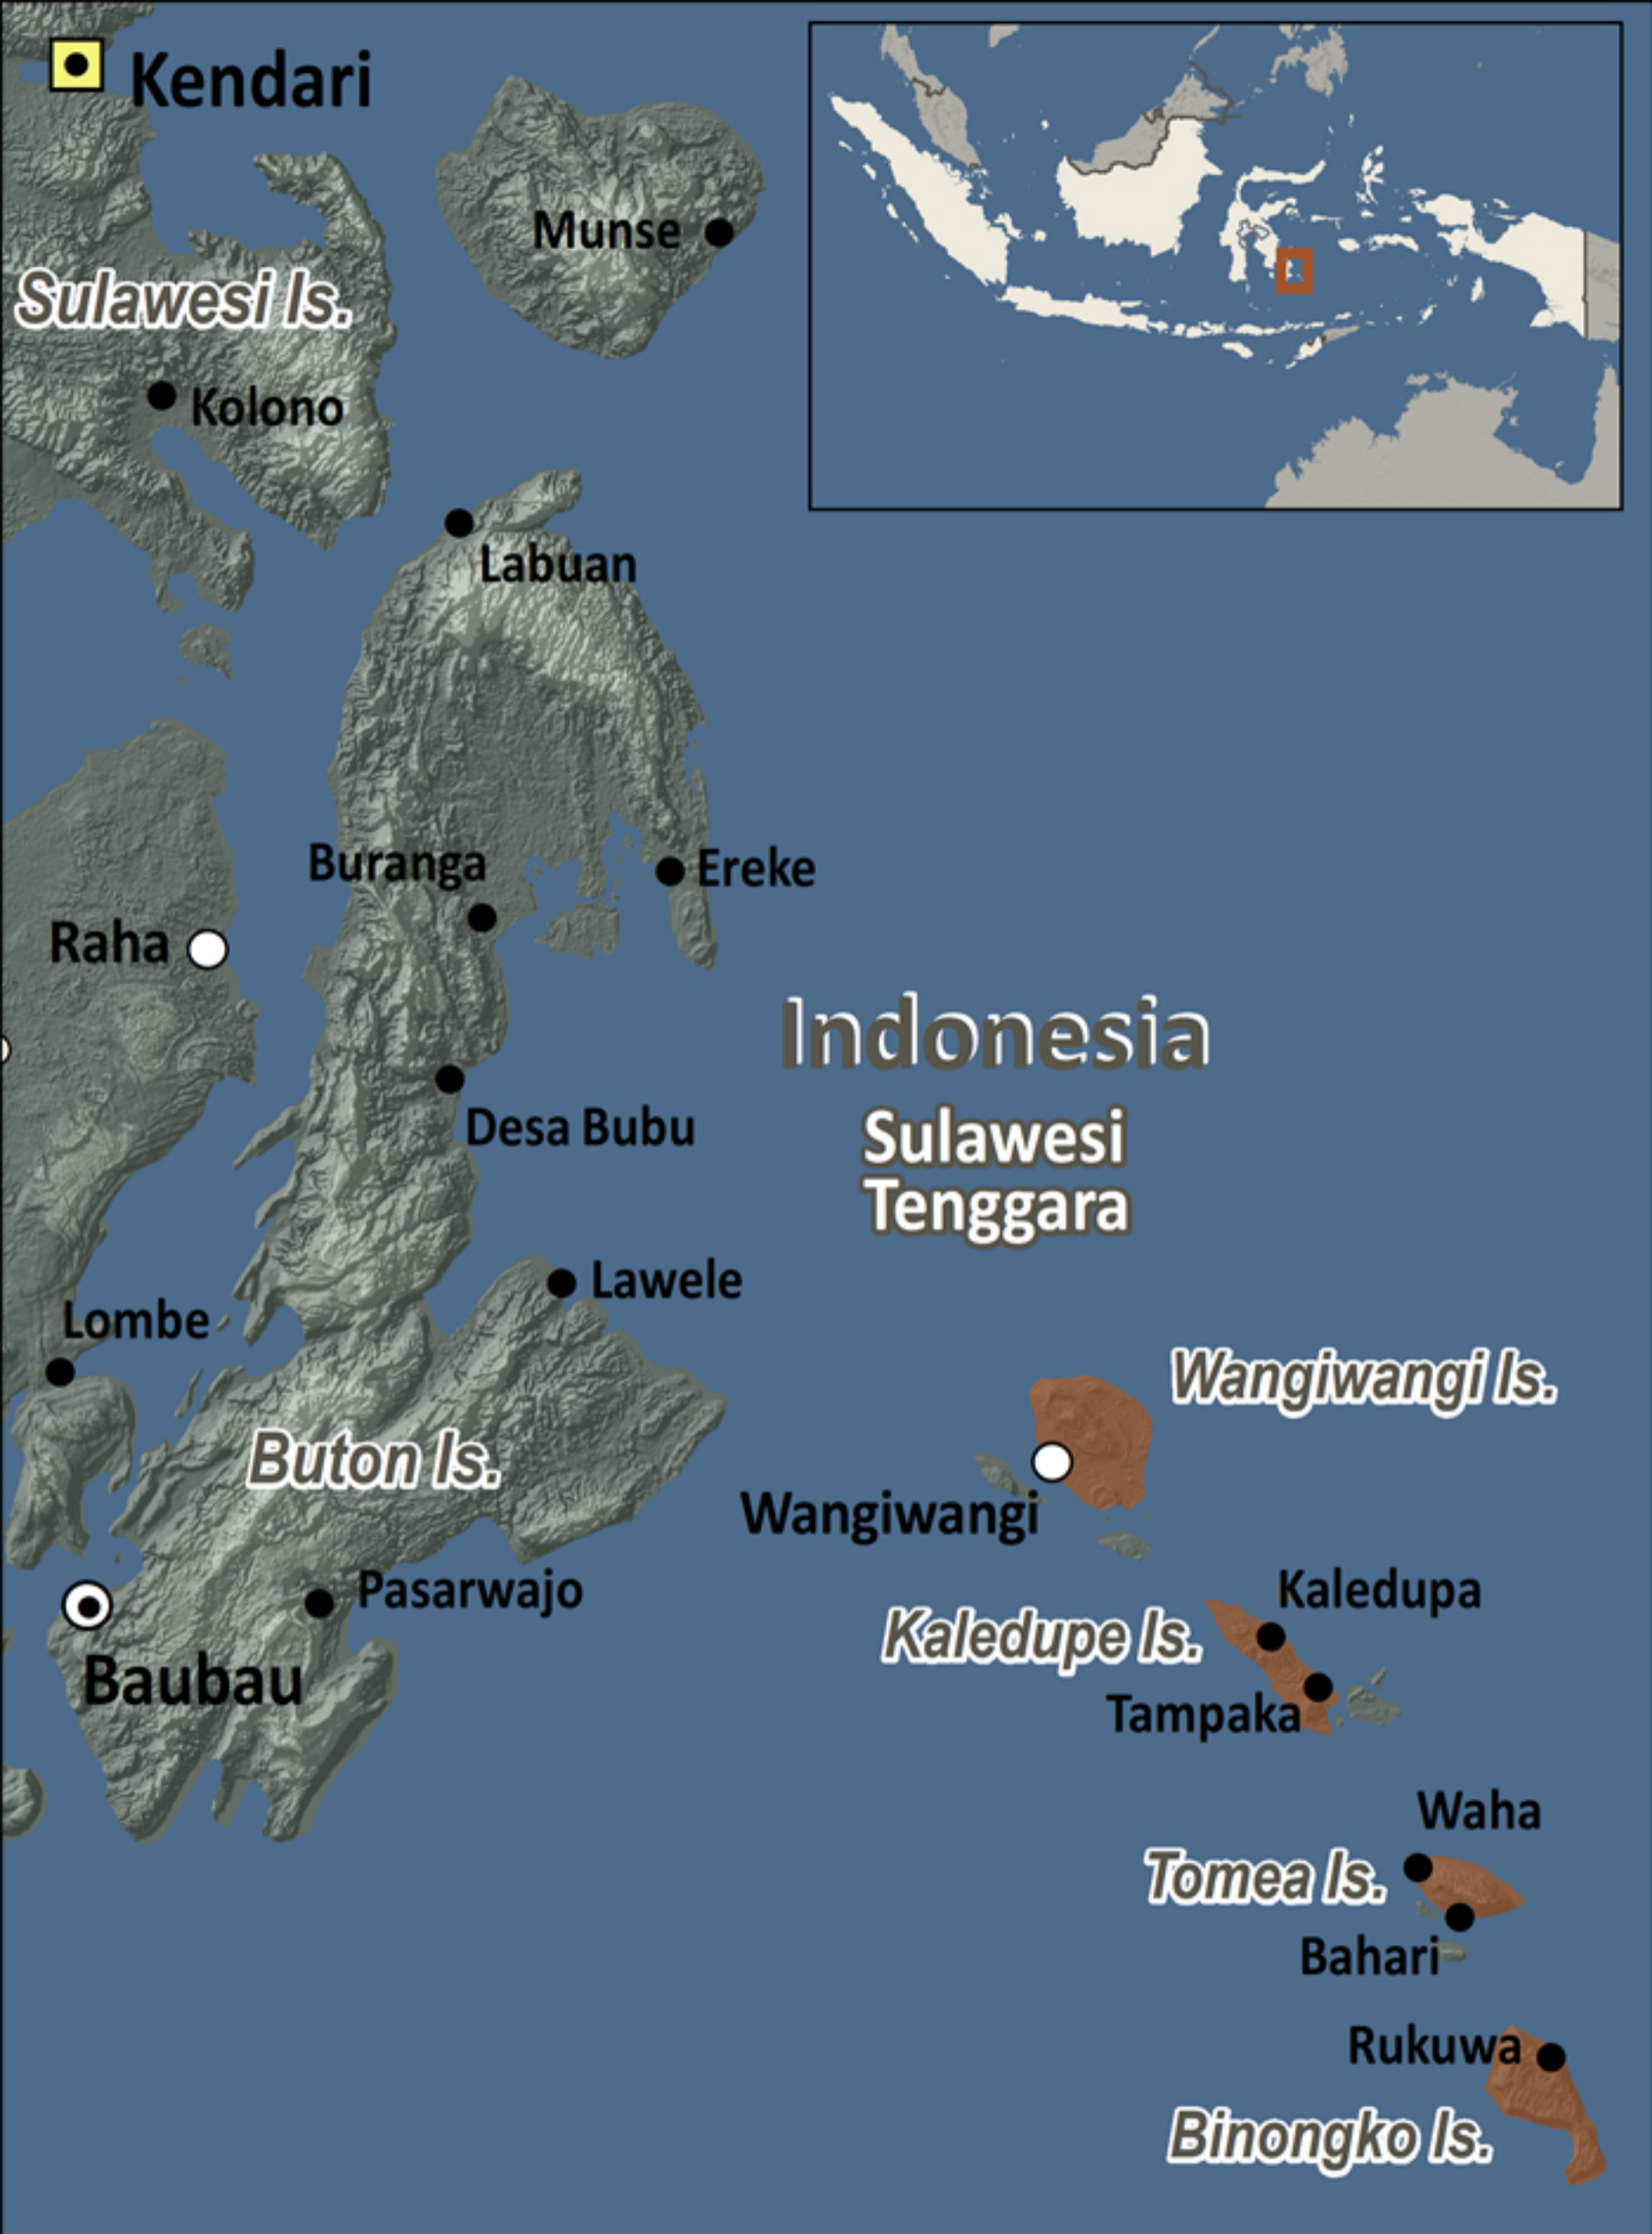 Kendari
Munse
Sulawesi Is.
Kolono
Labuan
Buranga
Ereke
Raha
Indonesia
Desa Bubu
Sulawesi
Tenggara
Lawele
Lombe
Wangiwangi Is.
Buton Is.
Wangiwangi
Pasarwajo
Kaledupa
Kaledupe Is.
Baubau
Tampaka
Waha
Tomea Is.
Bahari
Rukuwa
Binongko Is.